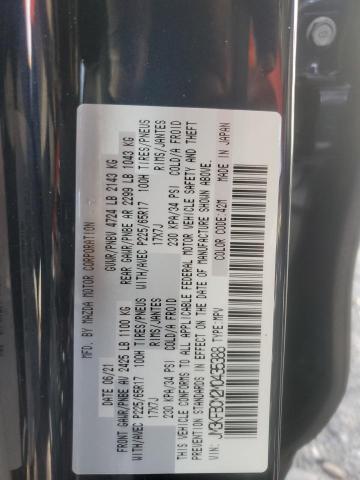 MFD. BY MAZDA MOTOR CORPORATION
DATE: 06/21 GVWR/PNBV 4724 LB 2143 KG
FRONT GAWR/PNBE AV 2425 LB 1100 KG REAR GAWR/PNBE AR 2299 LB 1043 KG
WITH/AVEC P225/65R17 100H TIRES/PNEUS WITH/AVEC P225/65R17 100H TIRES/PNEUS
17X7J RIMS/JANTES 17X7J RIMS/JANTES
230 KPA/34 PSI COLD/A FROID 230 KPA/34 PSI COLD/A FROID
THIS VEHICLE CONFORMS TO ALL APPLICABLE FEDERAL MOTOR VEHICLE SAFETY AND THEFT
PREVENTION STANDARDS IN EFFECT ON THE DATE OF MANUFACTURE SHOWN ABOVE.
MADE IN JAPAN
VIN: TYPE: MPV COLOR CODE: 42M